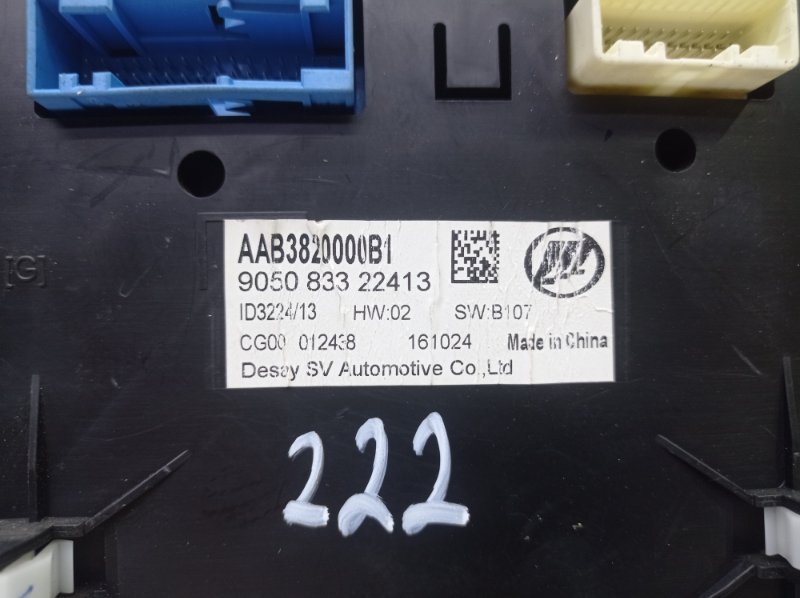 [G]
AAB3820000B1
9050 833 22413
ID3224/13 HW:02 SW:B107
CG00 012438 161024 Made in China
Desay SV Automotive Co.,Ltd
222